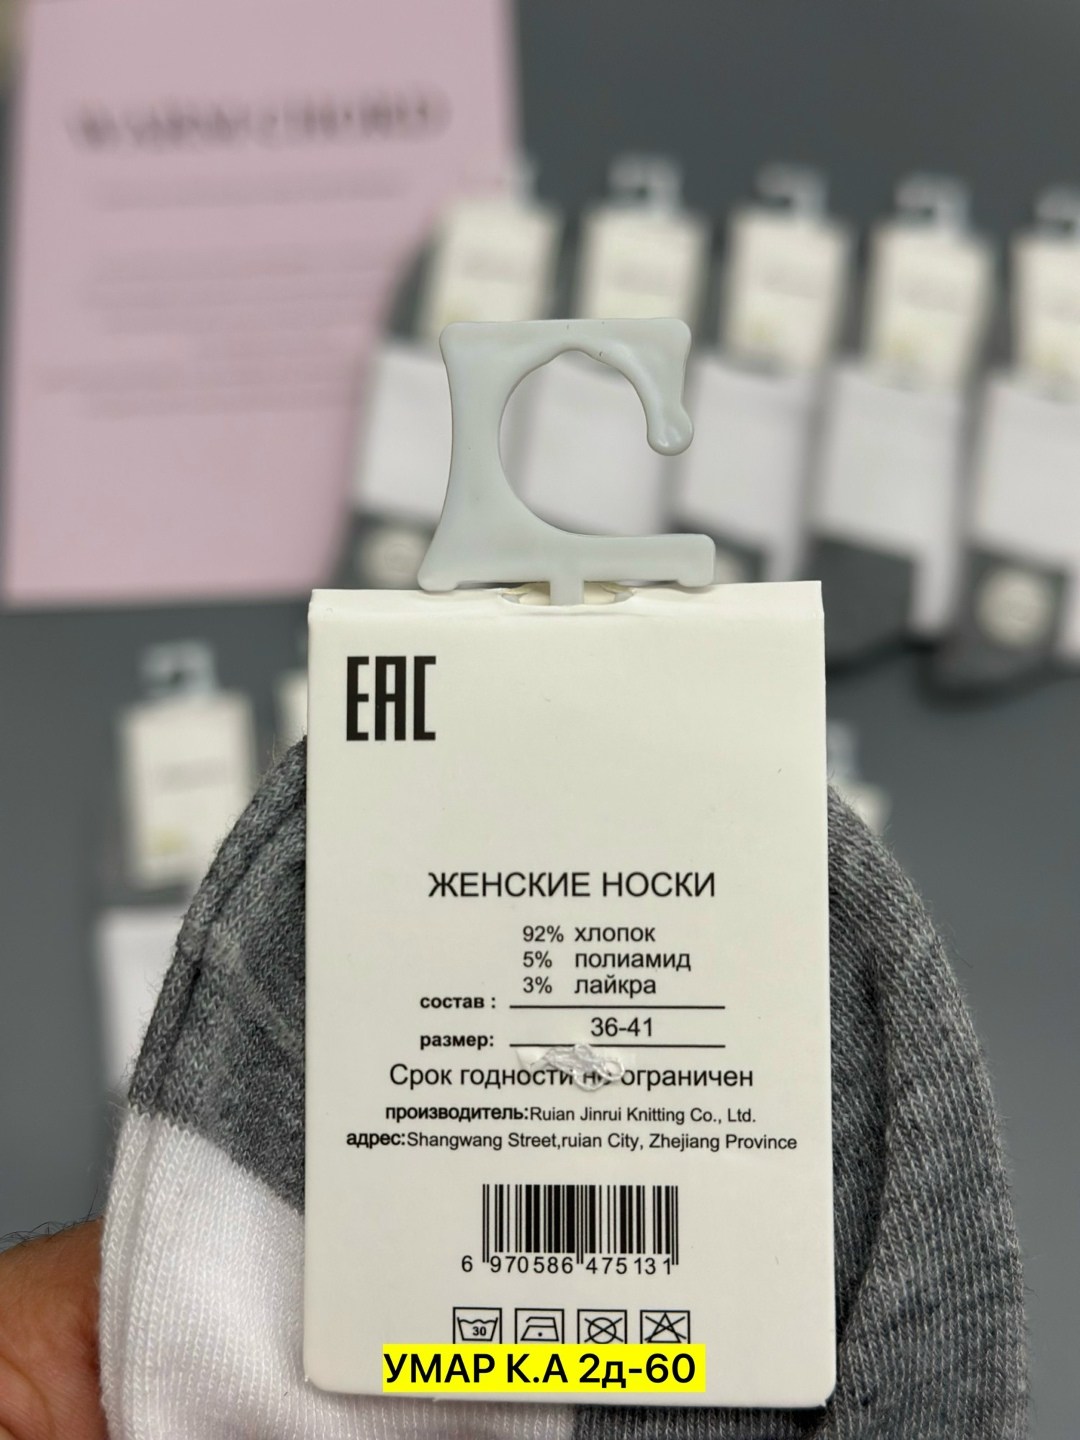 EAC
ЖЕНСКИЕ НОСКИ
92% хлопок
5% полиамид
3% лайкра
состав :
36-41
размер:
Срок годности не ограничен
производитель:Ruian Jinrui Knitting Co., Ltd.
адрес:Shangwang Street,ruian City, Zhejiang Province
6 970586 475131
30
УМАР К.А 2д-60